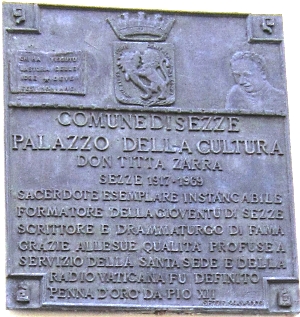 COMUNE DI SEZZE
PALAZZO DELLA CULTURA
DON TITTA ZARRA
SEZZE 1917-1969
SACERDOTE ESEMPLARE INSTANCABILE
FORMATORE DELLA GIOVENTU DI SEZZE
SCRITTORE E DRAMMATURGO DI FAMA
GRAZIE ALLE SUE QUALITA PROFUSE A
SERVIZIO DELLA SANTA SEDE E DELLA
RADIO VATICANA FU DEFINITO
PENNA D'ORO DA PIO XII